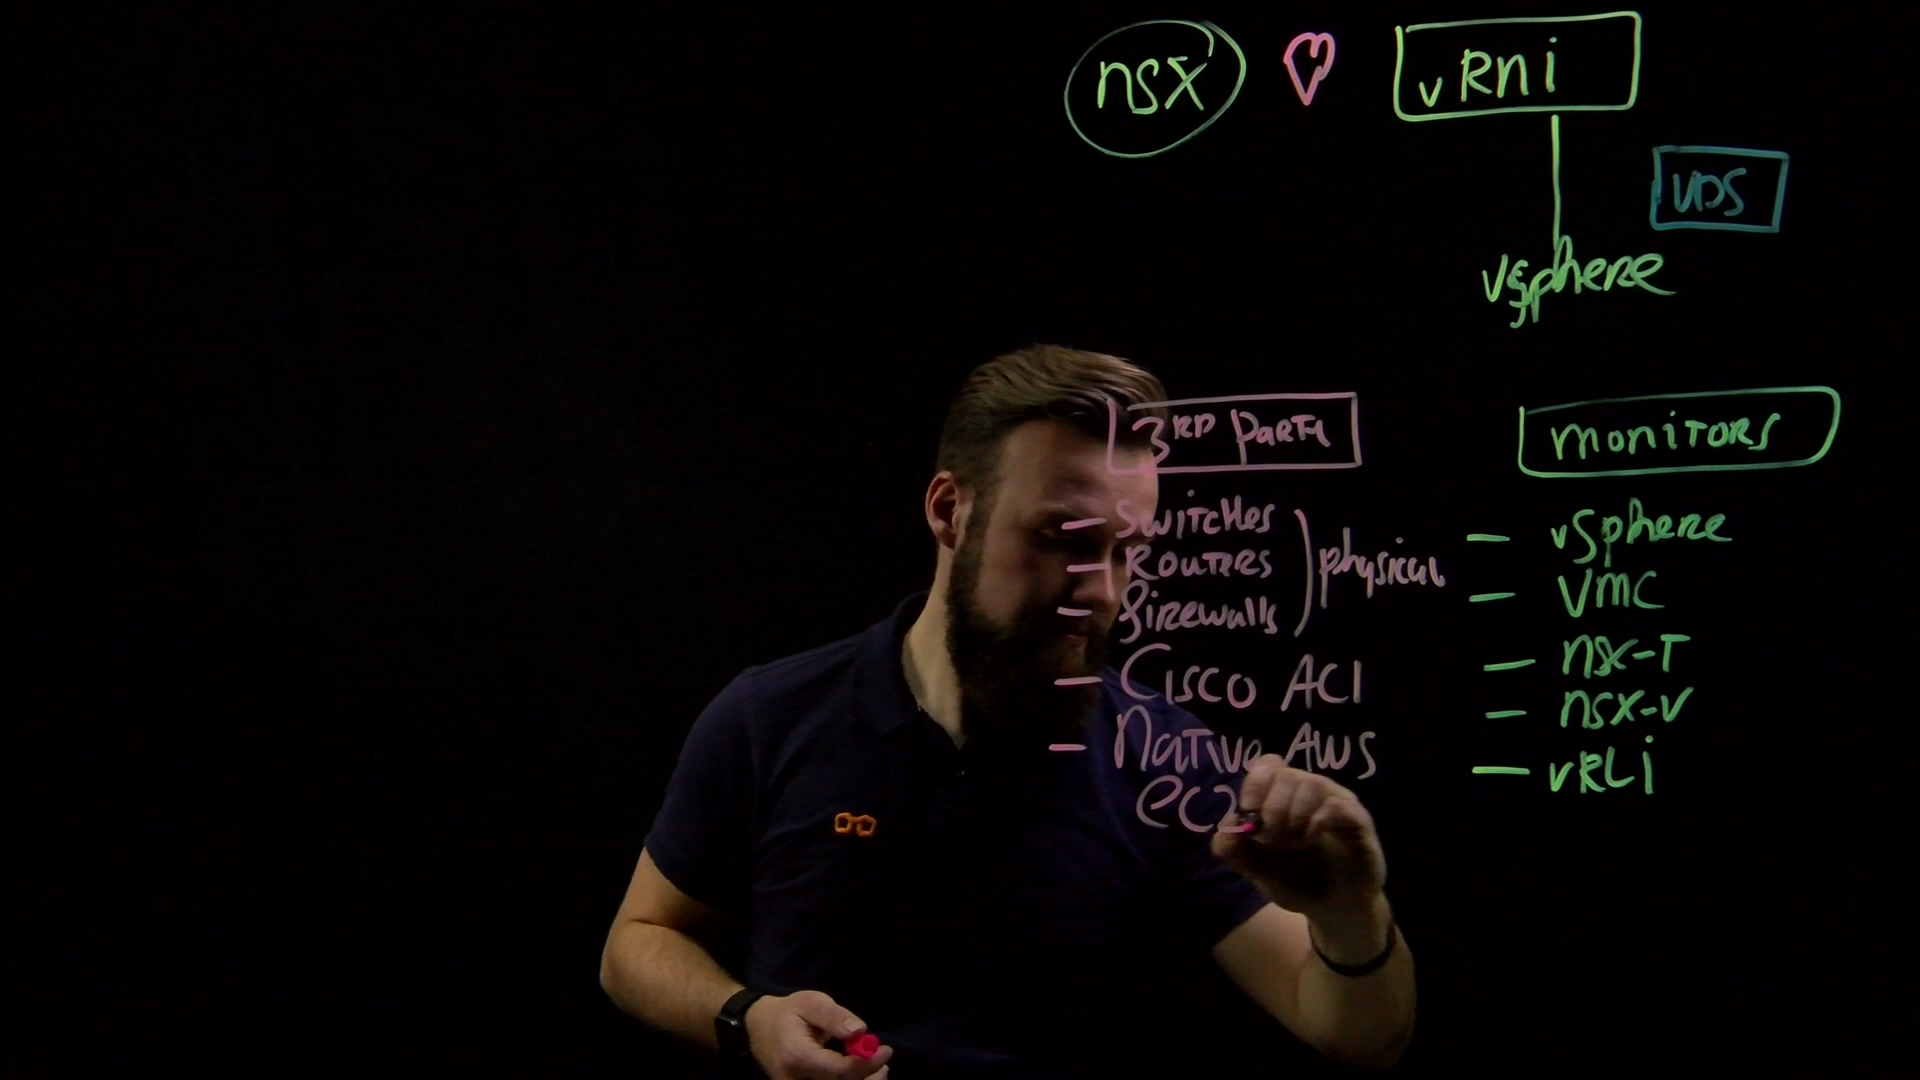 nsx vRni
VDS
vsphere
3RD Party
Switches
Routers
firewalls
physical
Cisco ACI
Native AWS
ec2
monitors
vSphere
VMC
nsx-T
nsx-V
vRLi